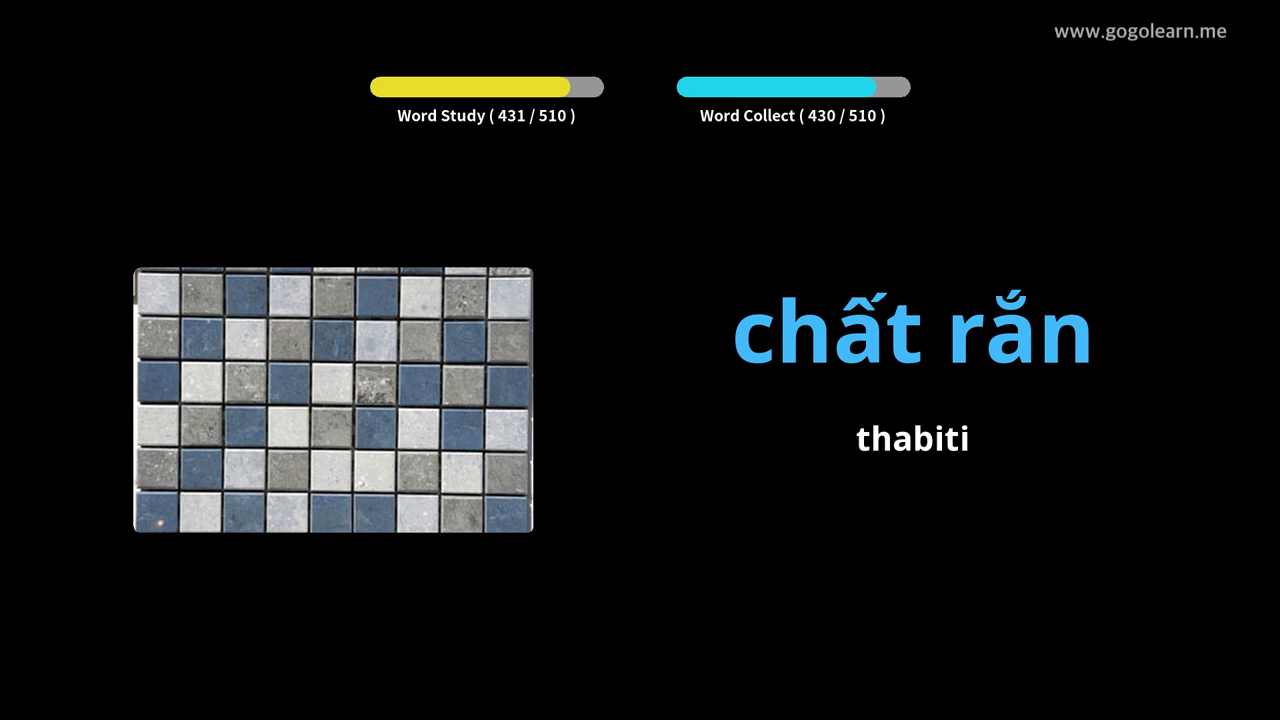 www.gogolearn.me
Word Study ( 431 / 510 )
Word Collect ( 430 / 510 )
chất rắn
thabiti